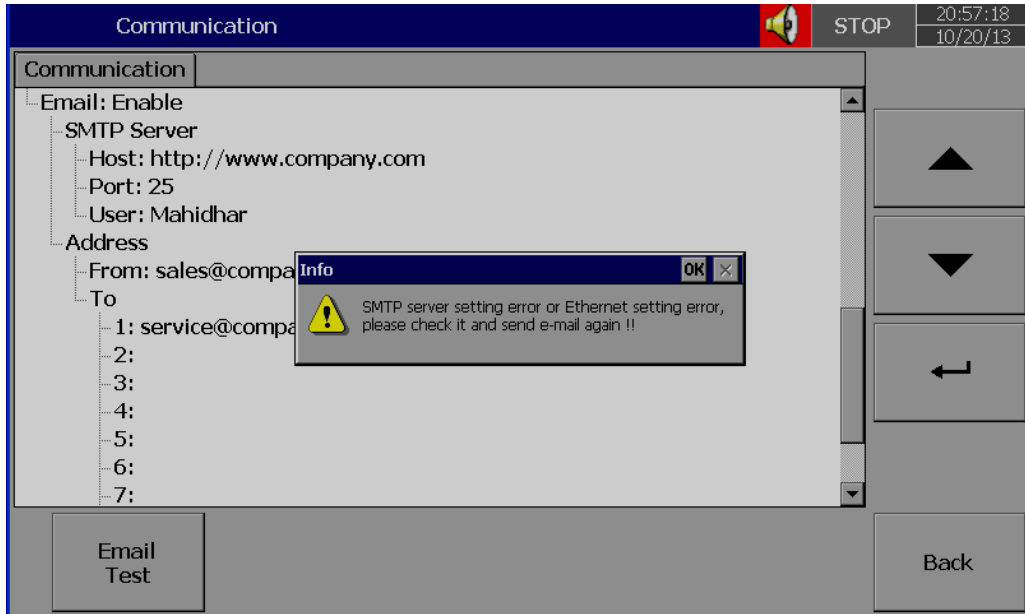 Communication
STOP
20:57:18
10/20/13
Communication
Email: Enable
SMTP Server
Host: http://www.company.com
Port: 25
User: Mahidhar
Address
From: sales@compa
To
1: service@compa
2:
3:
4:
5:
6:
7:
Info
OK
SMTP server setting error or Ethernet setting error,
please check it and send e-mail again !!
Email
Test
Back